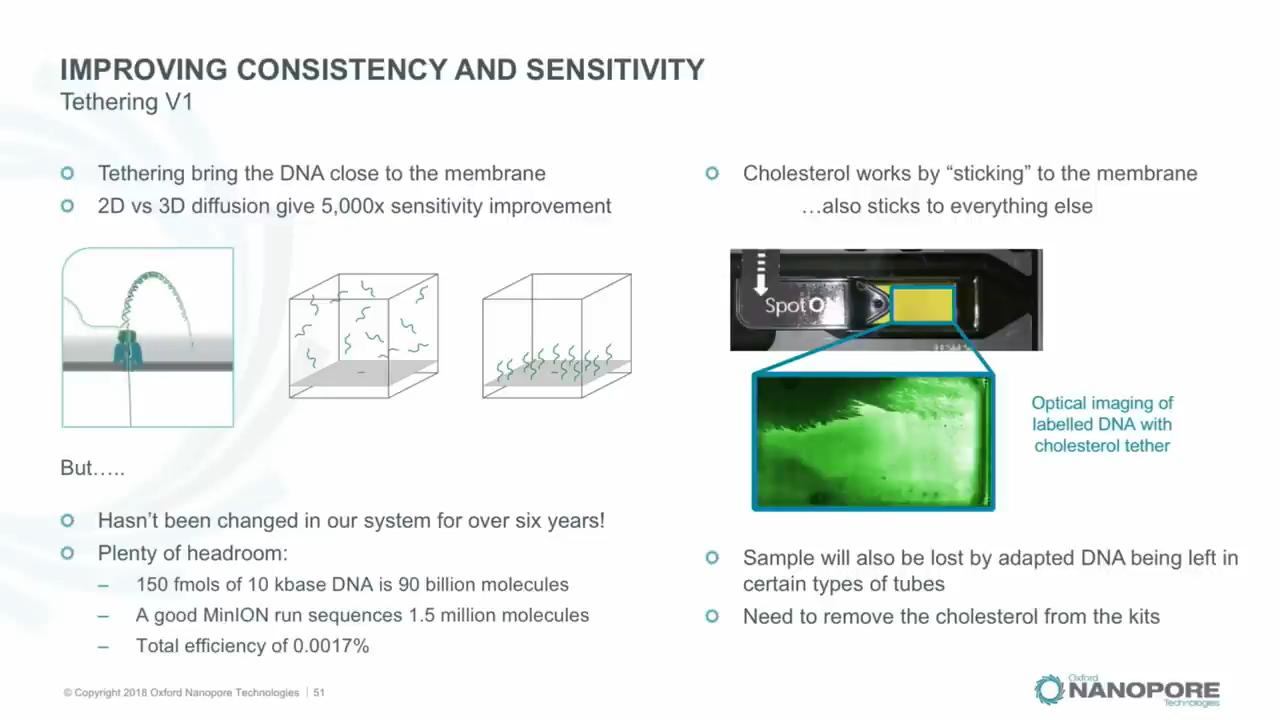 IMPROVING CONSISTENCY AND SENSITIVITY
Tethering V1
Tethering bring the DNA close to the membrane
2D vs 3D diffusion give 5,000x sensitivity improvement
But…..
Hasn't been changed in our system for over six years!
Plenty of headroom:
– 150 fmols of 10 kbase DNA is 90 billion molecules
– A good MinION run sequences 1.5 million molecules
– Total efficiency of 0.0017%
Cholesterol works by “sticking” to the membrane
…also sticks to everything else
SpotON
Optical imaging of
labelled DNA with
cholesterol tether
Sample will also be lost by adapted DNA being left in
certain types of tubes
Need to remove the cholesterol from the kits
© Copyright 2018 Oxford Nanopore Technologies | 51
Oxford
NANOPORE
Technologies